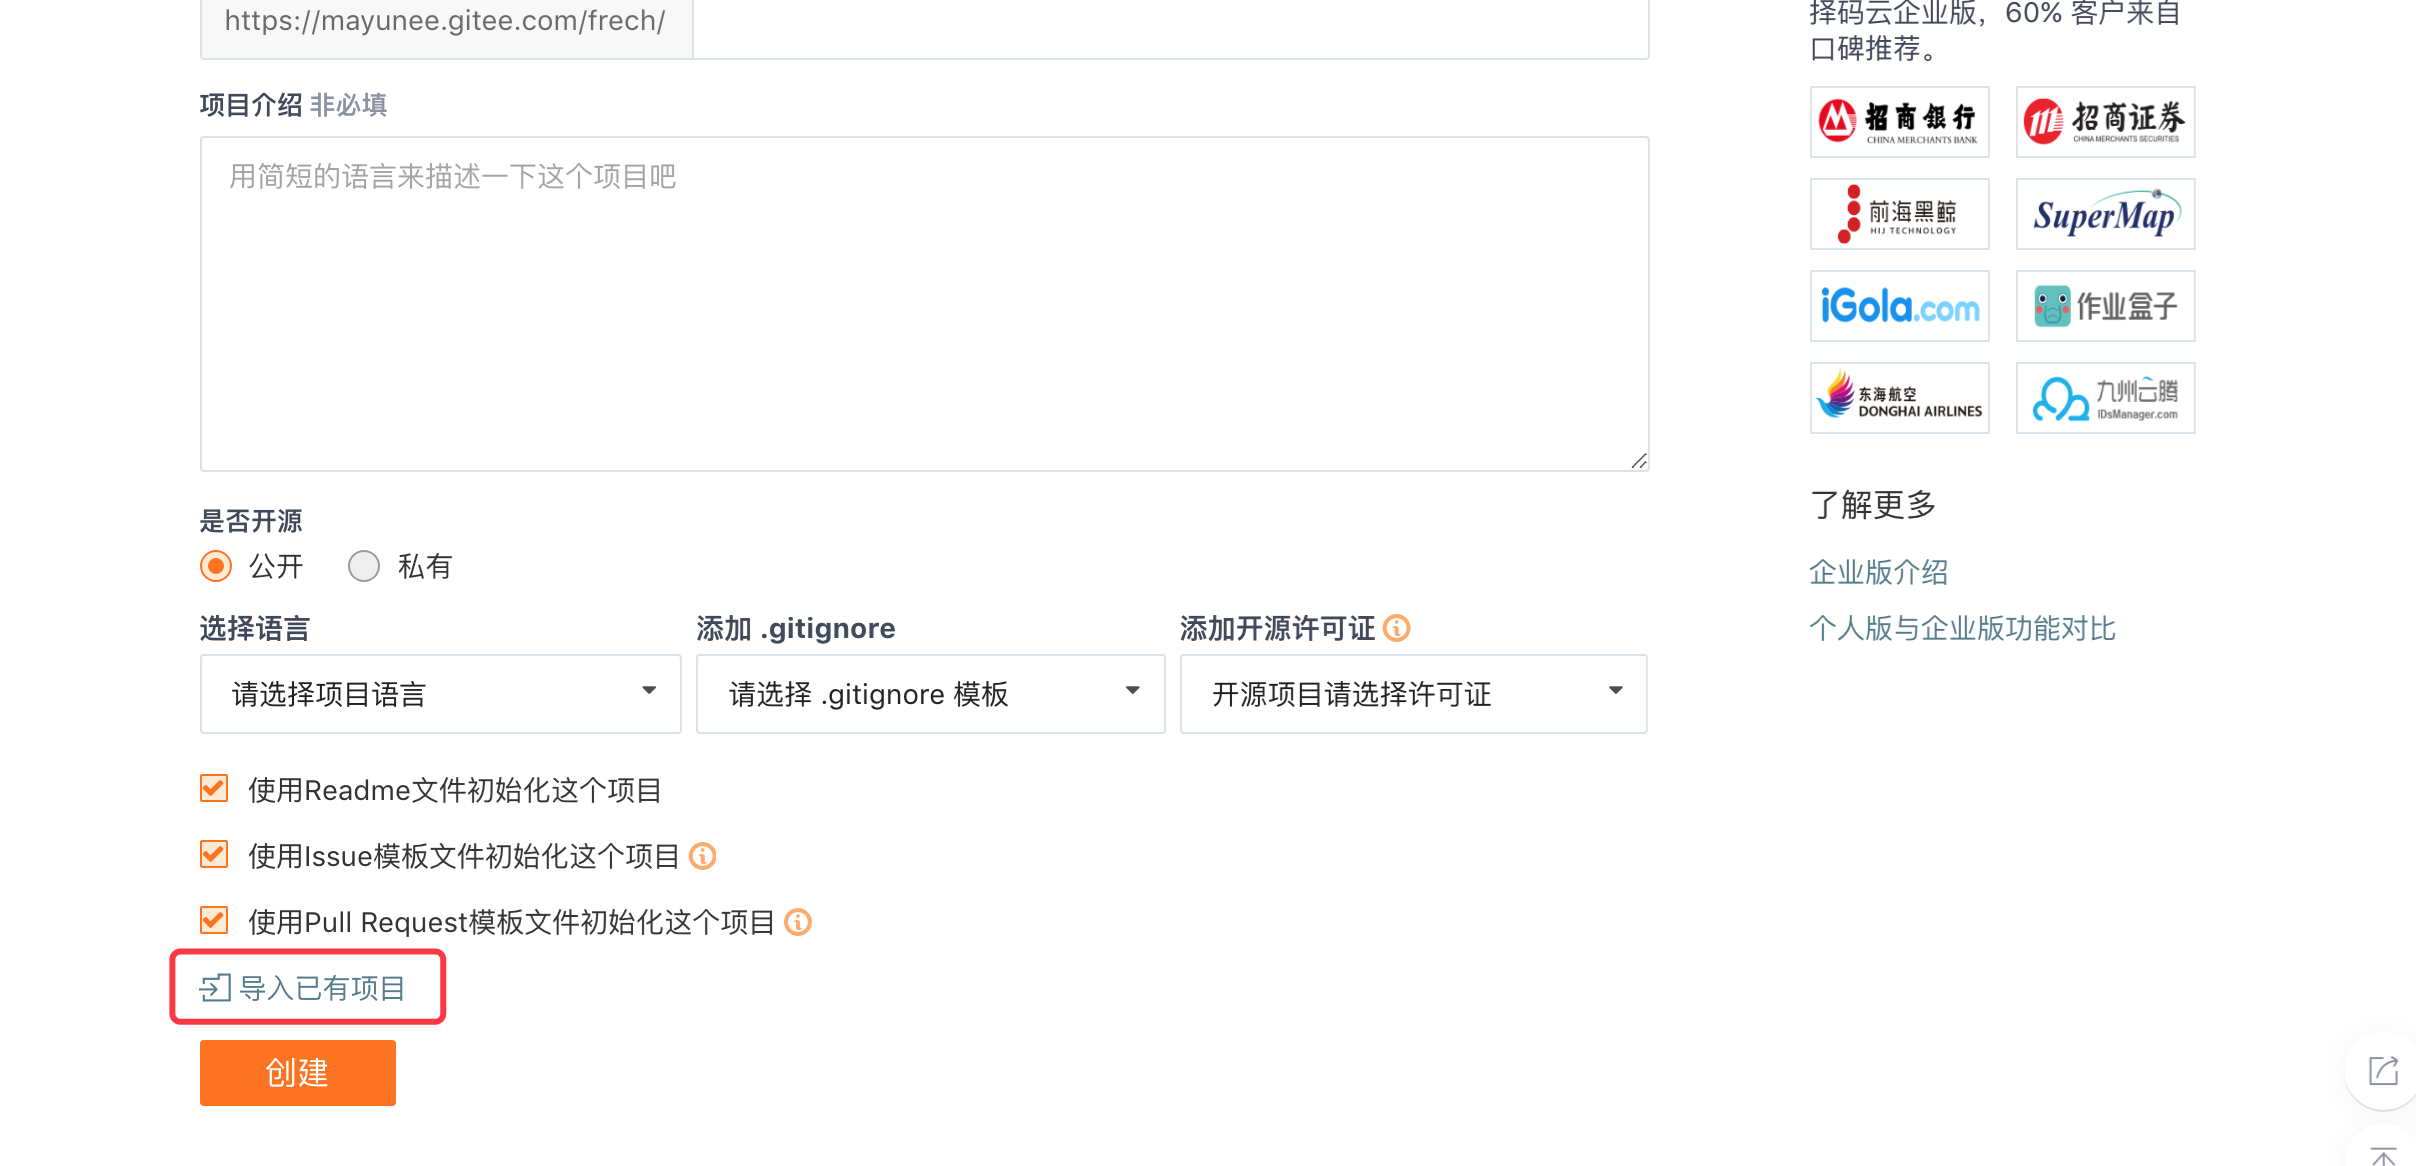 https://mayunee.gitee.com/frech/
项目介绍 非必填
用简短的语言来描述一下这个项目吧
是否开源
公开
私有
选择语言
添加 .gitignore
添加开源许可证
请选择项目语言
请选择 .gitignore 模板
开源项目请选择许可证
使用Readme文件初始化这个项目
使用Issue模板文件初始化这个项目
使用Pull Request模板文件初始化这个项目
导入已有项目
创建
择码云企业版，60% 客户来自
口碑推荐。
招商银行
CHINA MERCHANTS BANK
招商证券
CHINA MERCHANTS SECURITIES
前海黑鲸
HIJ TECHNOLOGY
SuperMap
iGola.com
作业盒子
东海航空
DONGHAI AIRLINES
九州云腾
IDsManager.com
了解更多
企业版介绍
个人版与企业版功能对比